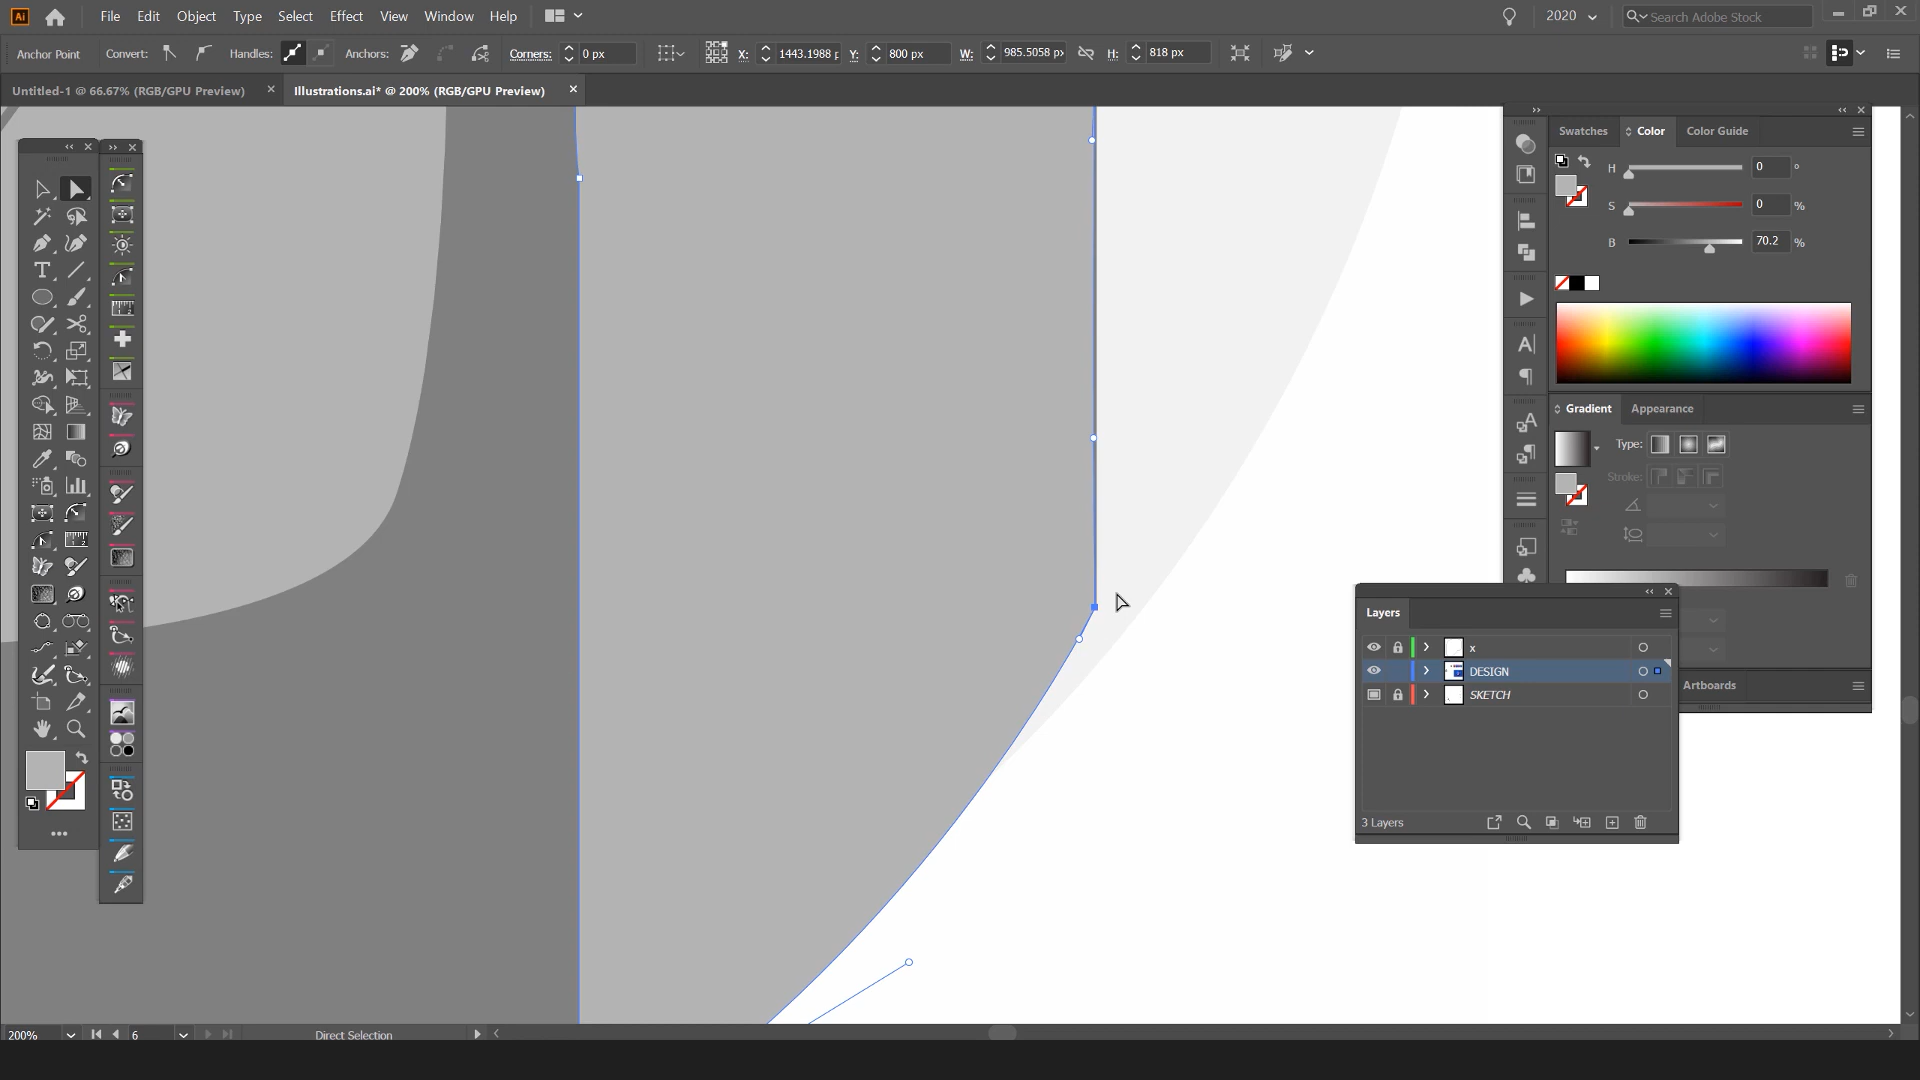 Ai File Edit Object Type Select Effect View Window Help 2020 Search Adobe Stock
Anchor Point Convert: Handles: Anchors: Corners: 0 px X: 1443.1988 p Y: 800 px W: 985.5058 px H: 818 px
Untitled-1 @ 66.67% (RGB/GPU Preview) Illustrations.ai* @ 200% (RGB/GPU Preview)
Swatches Color Color Guide
H 0 °
S 0 %
B 70.2 %
Gradient Appearance
Type:
Stroke:
Layers
x
DESIGN
SKETCH
Artboards
3 Layers
200% 6 Direct Selection